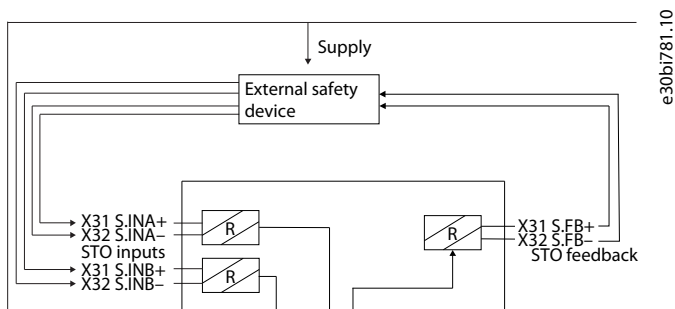 Supply
External safety
device
e30bi781.10
X31 S.INA+
X32 S.INA–
STO inputs
X31 S.INB+
X32 S.INB–
R
R
R
X31 S.FB+
X32 S.FB–
STO feedback